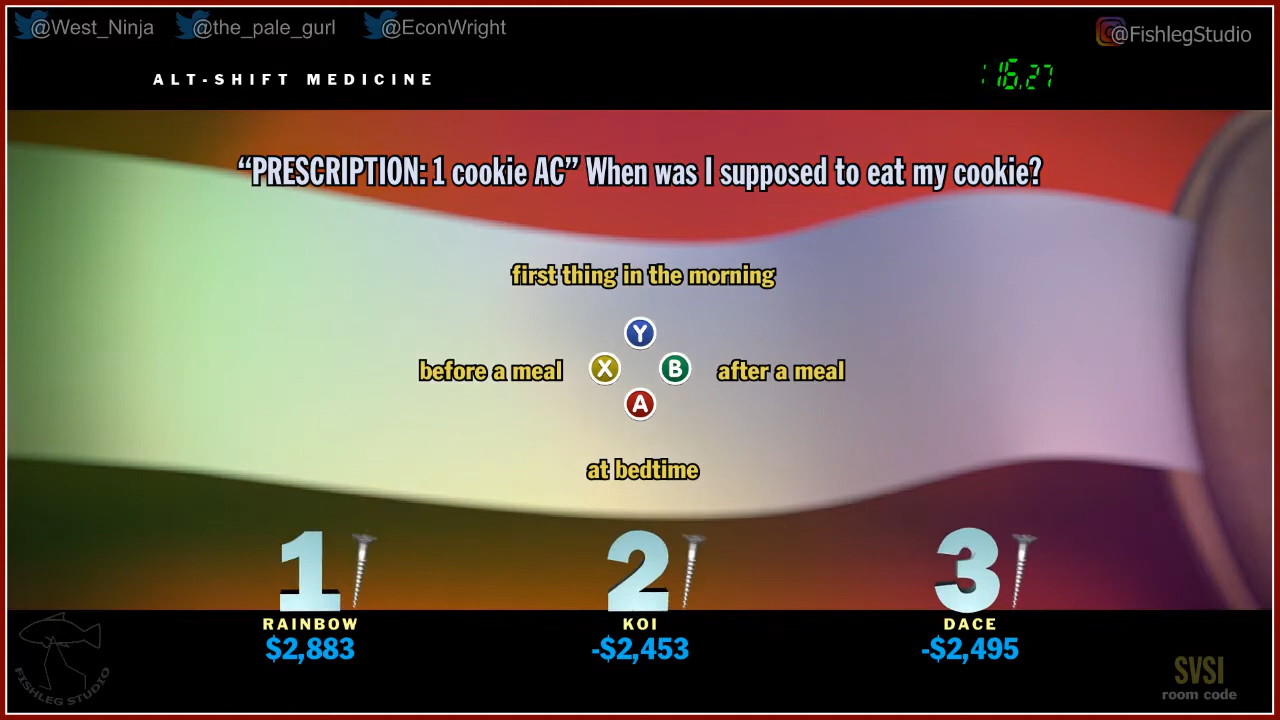 @West_Ninja @the_pale_gurl @EconWright @FishlegStudio
ALT-SHIFT MEDICINE :16.27
“PRESCRIPTION: 1 cookie AC” When was I supposed to eat my cookie?
first thing in the morning
Y
before a meal X B after a meal
A
at bedtime
1 2 3
RAINBOW KOI DACE
$2,883 -$2,453 -$2,495
FISHLEG STUDIO
SVSI
room code